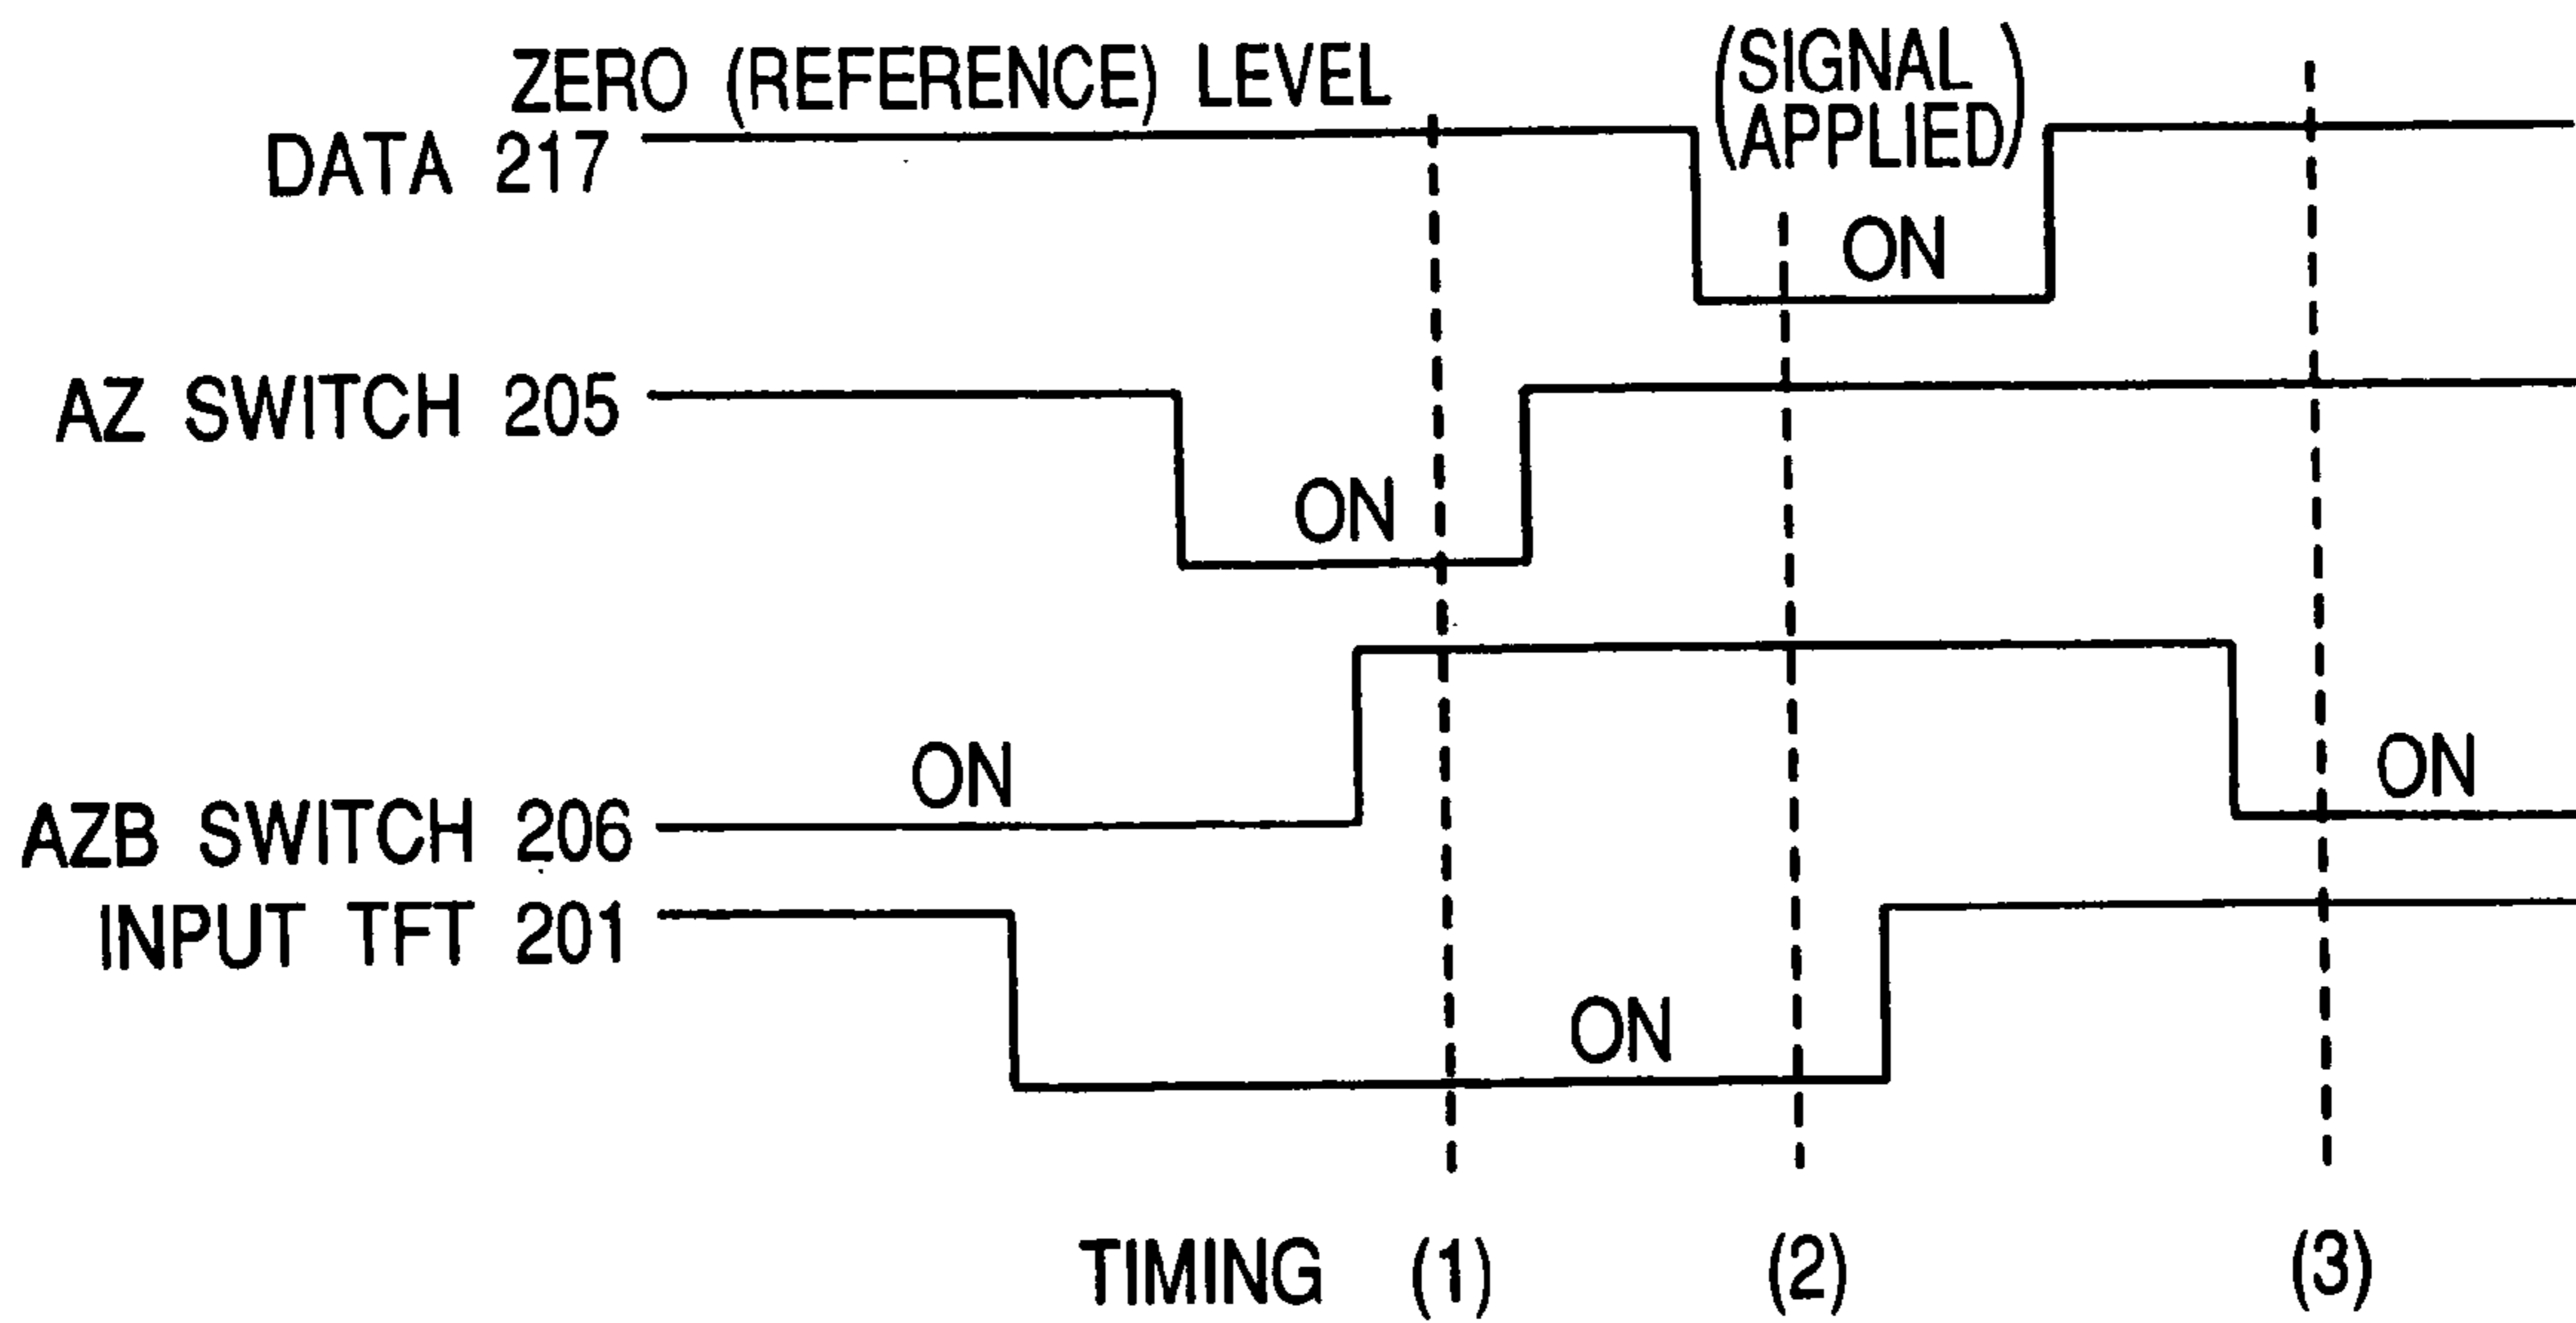 ZERO (REFERENCE) LEVEL
(SIGNAL
APPLIED)
DATA 217
ON
AZ SWITCH 205
ON
ON
ON
AZB SWITCH 206
INPUT TFT 201
ON
TIMING (1) (2) (3)